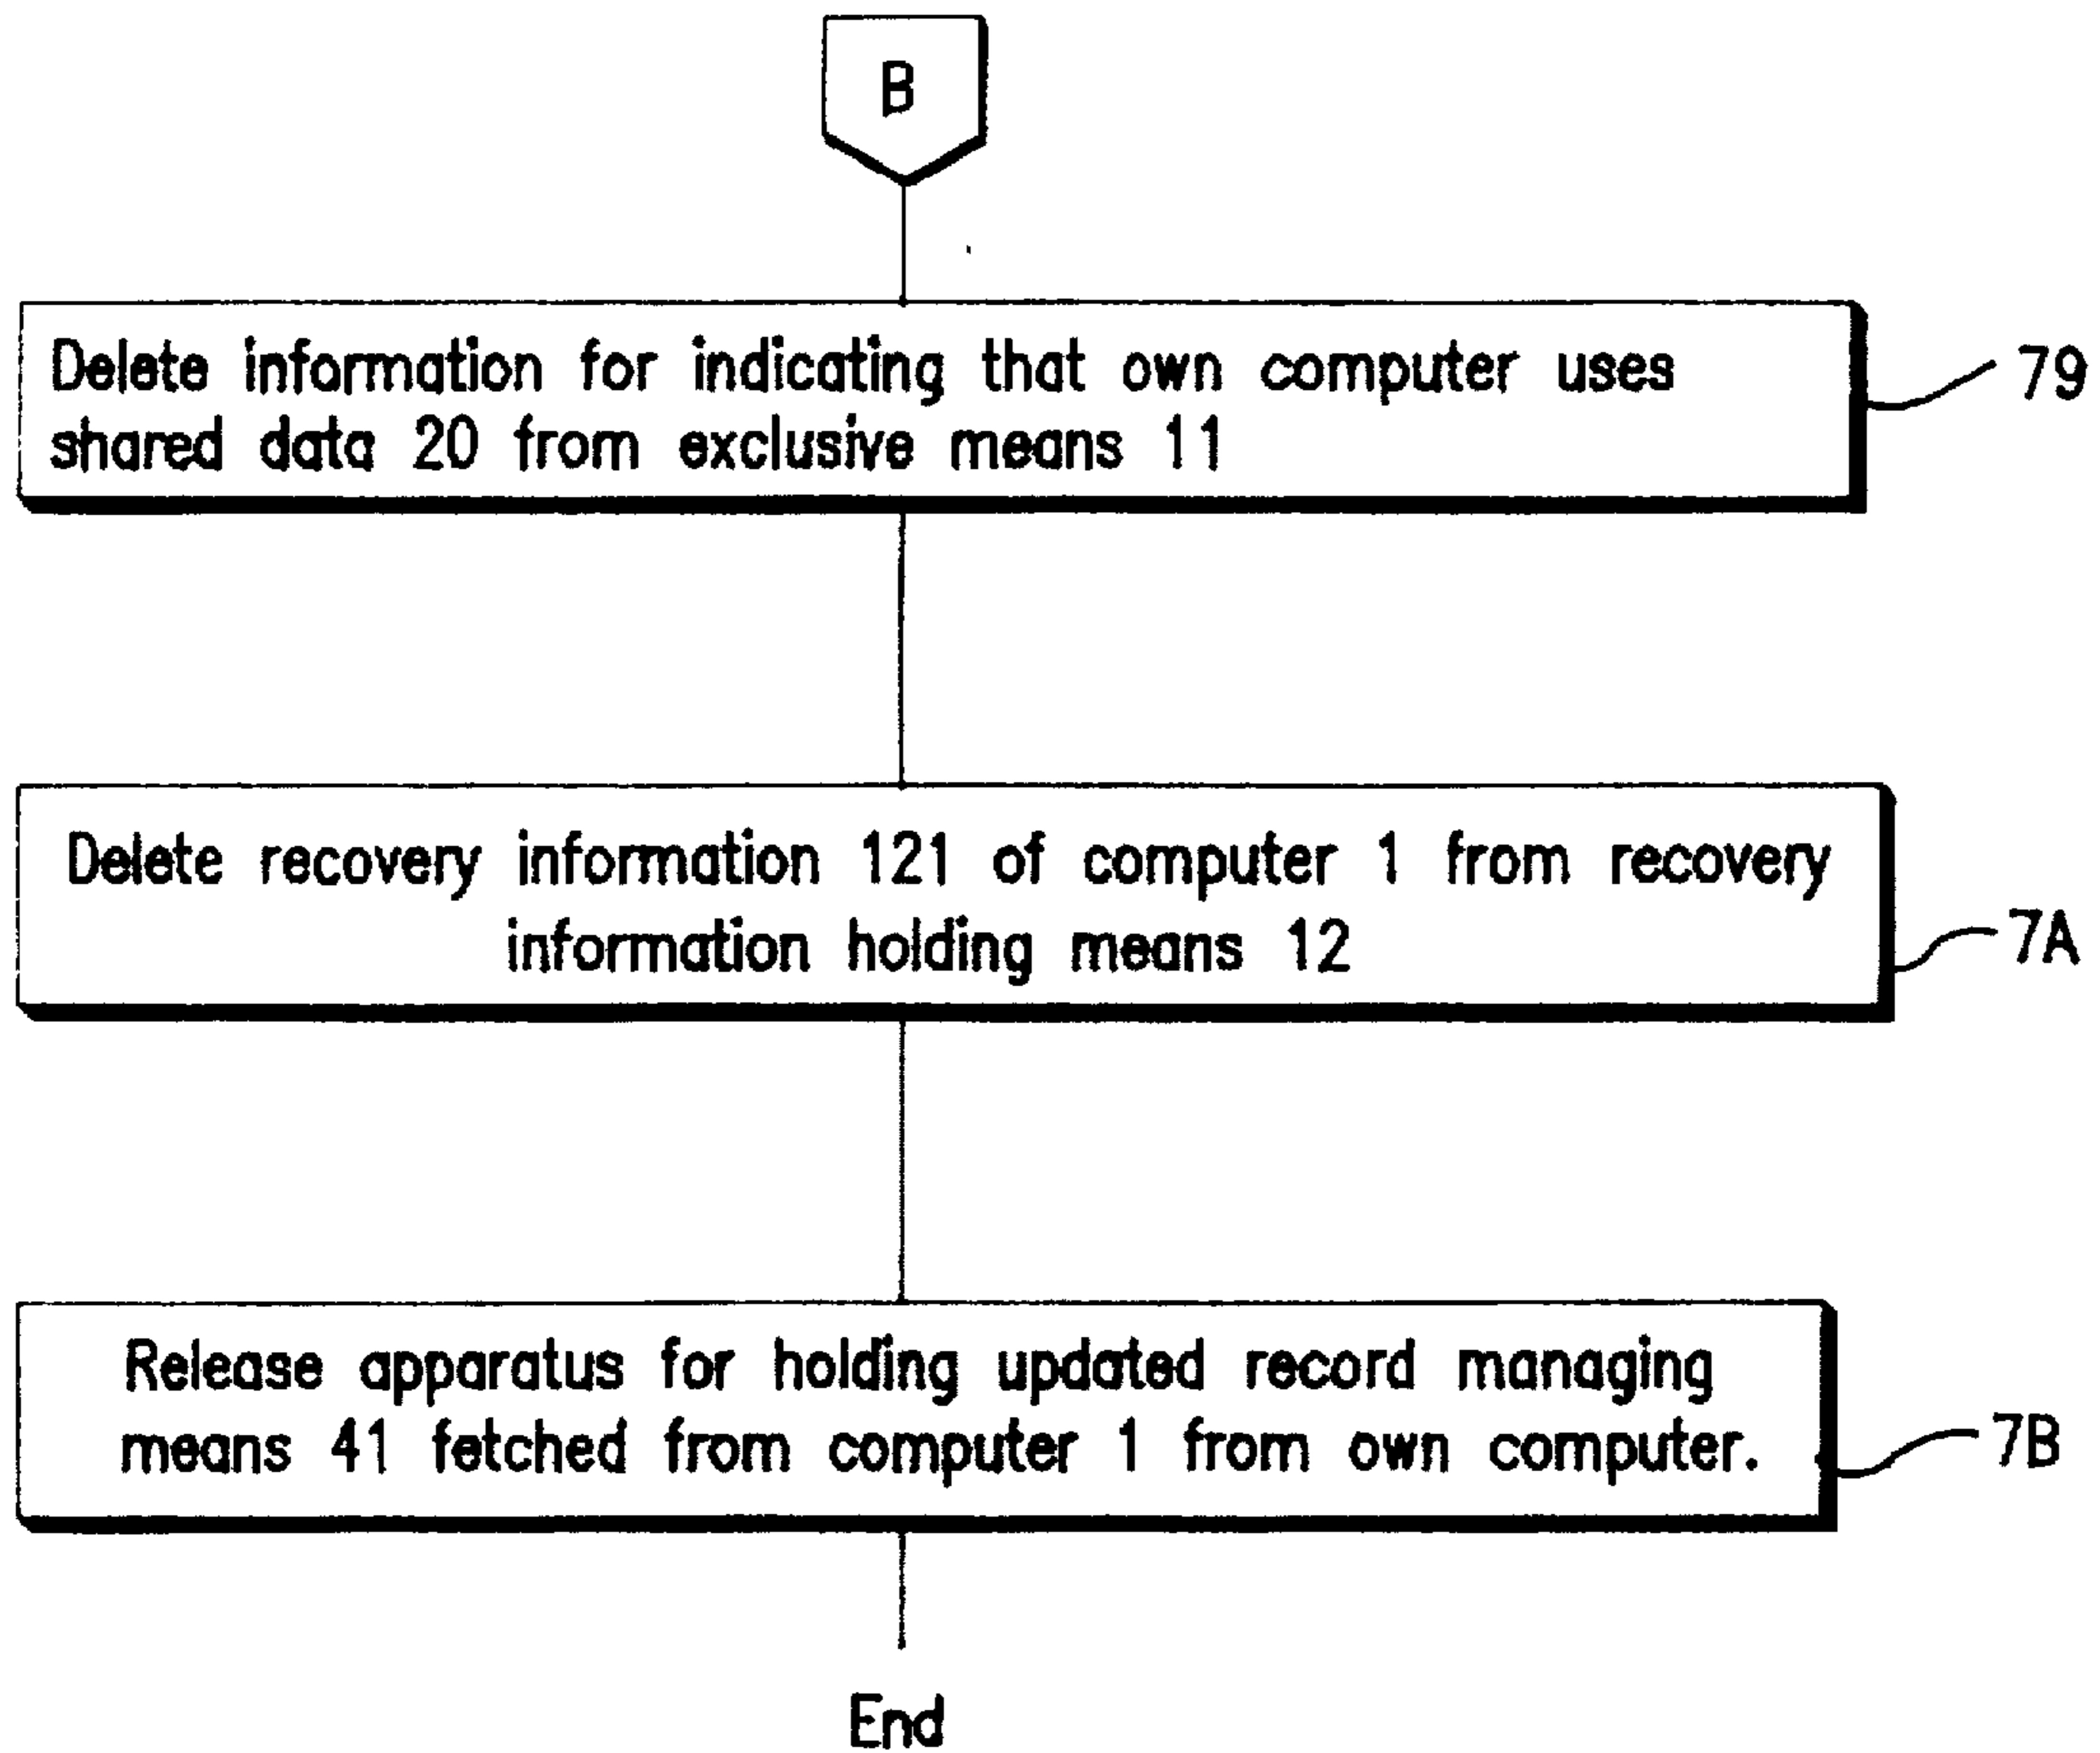 B
Delete information for indicating that own computer uses
shared data 20 from exclusive means 11
79
Delete recovery information 121 of computer 1 from recovery
information holding means 12
7A
Release apparatus for holding updated record managing
means 41 fetched from computer 1 from own computer.
7B
End